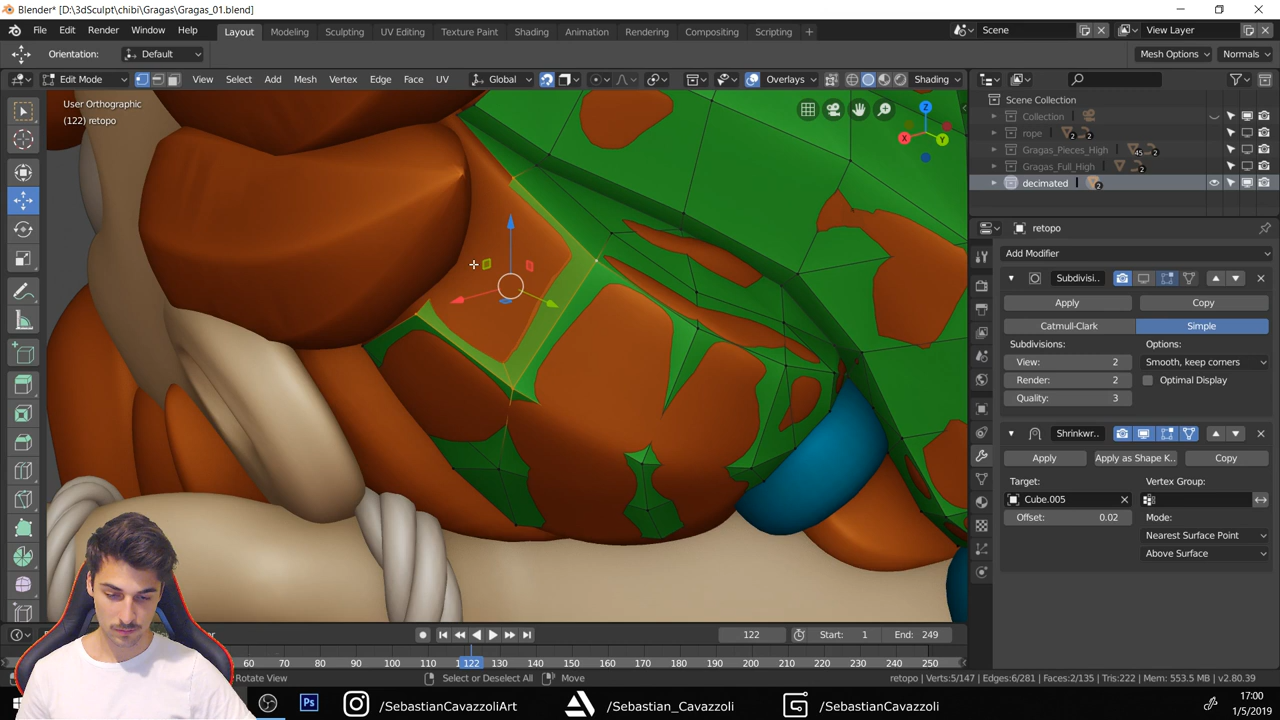 Blender* [D:\3dSculpt\chibi\Gragas\Gragas_01.blend]
File Edit Render Window Help Layout Modeling Sculpting UV Editing Texture Paint Shading Animation Rendering Compositing Scripting + Scene View Layer
Orientation: Default Mesh Options Normals
Edit Mode View Select Add Mesh Vertex Edge Face UV Global Overlays Shading
User Orthographic
(122) retopo
Z
X
Y
Scene Collection
Collection
rope 2 2
Gragas_Pieces_High 45 2
Gragas_Full_High 2
decimated 2
retopo
Add Modifier
Subdivisi..
Apply Copy
Catmull-Clark Simple
Subdivisions: Options:
View: 2 Smooth, keep corners
Render: 2 Optimal Display
Quality: 3
Shrinkwr..
Apply Apply as Shape K.. Copy
Target: Vertex Group:
Cube.005
Offset: 0.02 Mode:
Nearest Surface Point
Above Surface
122 Start: 1 End: 249
60 70 80 90 100 110 122 130 140 150 160 170 180 190 200 210 220 230 240 250
Rotate View Select or Deselect All Move retopo | Verts:5/147 | Edges:6/281 | Faces:2/135 | Tris:222 | Mem: 553.5 MB | v2.80.39
Ps /SebastianCavazzoliArt /Sebastian_Cavazzoli /SebastianCavazzoli
17:00
1/5/2019